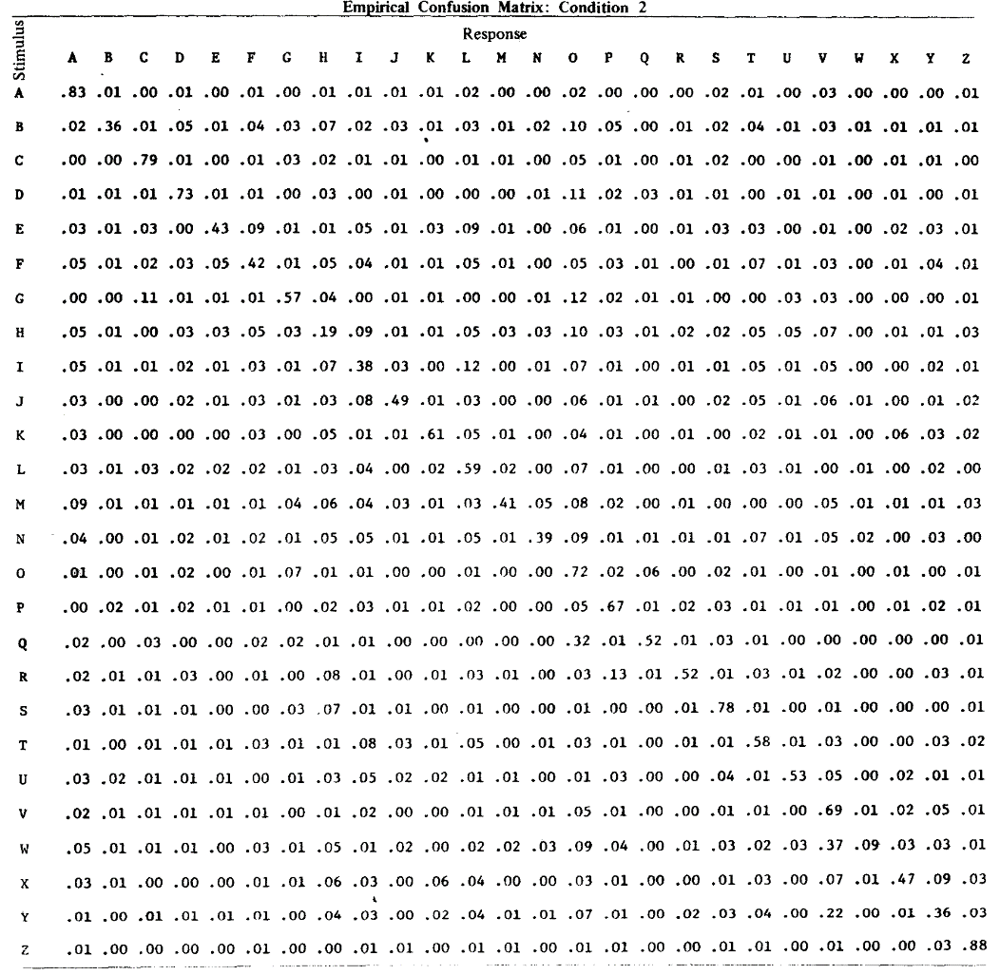 Empirical Confusion Matrix: Condition 2
Stimulus
Response
A B C D E F G H I J K L M N O P Q R S T U V W X Y Z
A .83 .01 .00 .01 .00 .01 .00 .01 .01 .01 .01 .02 .00 .00 .02 .00 .00 .00 .02 .01 .00 .03 .00 .00 .00 .01
B .02 .36 .01 .05 .01 .04 .03 .07 .02 .03 .01 .03 .01 .02 .10 .05 .00 .01 .02 .04 .01 .03 .01 .01 .01 .01
C .00 .00 .79 .01 .00 .01 .03 .02 .01 .01 .00 .01 .01 .00 .05 .01 .00 .01 .02 .00 .00 .01 .00 .01 .01 .00
D .01 .01 .01 .73 .01 .01 .00 .03 .00 .01 .00 .00 .00 .01 .11 .02 .03 .01 .01 .00 .01 .01 .00 .01 .00 .01
E .03 .01 .03 .00 .43 .09 .01 .01 .05 .01 .03 .09 .01 .00 .06 .01 .00 .01 .03 .03 .00 .01 .00 .02 .03 .01
F .05 .01 .02 .03 .05 .42 .01 .05 .04 .01 .01 .05 .01 .00 .05 .03 .01 .00 .01 .07 .01 .03 .00 .01 .04 .01
G .00 .00 .11 .01 .01 .01 .57 .04 .00 .01 .01 .00 .00 .01 .12 .02 .01 .01 .00 .00 .03 .03 .00 .00 .00 .01
H .05 .01 .00 .03 .03 .05 .03 .19 .09 .01 .01 .05 .03 .03 .10 .03 .01 .02 .02 .05 .05 .07 .00 .01 .01 .03
I .05 .01 .01 .02 .01 .03 .01 .07 .38 .03 .00 .12 .00 .01 .07 .01 .00 .01 .01 .05 .01 .05 .00 .00 .02 .01
J .03 .00 .00 .02 .01 .03 .01 .03 .08 .49 .01 .03 .00 .00 .06 .01 .01 .00 .02 .05 .01 .06 .01 .00 .01 .02
K .03 .00 .00 .00 .00 .03 .00 .05 .01 .01 .61 .05 .01 .00 .04 .01 .00 .01 .00 .02 .01 .01 .00 .06 .03 .02
L .03 .01 .03 .02 .02 .02 .01 .03 .04 .00 .02 .59 .02 .00 .07 .01 .00 .00 .01 .03 .01 .00 .01 .00 .02 .00
M .09 .01 .01 .01 .01 .01 .04 .06 .04 .03 .01 .03 .41 .05 .08 .02 .00 .01 .00 .00 .00 .05 .01 .01 .01 .03
N .04 .00 .01 .02 .01 .02 .01 .05 .05 .01 .01 .05 .01 .39 .09 .01 .01 .01 .01 .07 .01 .05 .02 .00 .03 .00
O .01 .00 .01 .02 .00 .01 .07 .01 .01 .00 .00 .01 .00 .00 .72 .02 .06 .00 .02 .01 .00 .01 .00 .01 .00 .01
P .00 .02 .01 .02 .01 .01 .00 .02 .03 .01 .01 .02 .00 .00 .05 .67 .01 .02 .03 .01 .01 .01 .00 .01 .02 .01
Q .02 .00 .03 .00 .00 .02 .02 .01 .01 .00 .00 .00 .00 .00 .32 .01 .52 .01 .03 .01 .00 .00 .00 .00 .00 .01
R .02 .01 .01 .03 .00 .01 .00 .08 .01 .00 .01 .03 .01 .00 .03 .13 .01 .52 .01 .03 .01 .02 .00 .00 .03 .01
S .03 .01 .01 .01 .00 .00 .03 .07 .01 .01 .00 .01 .00 .00 .01 .00 .00 .01 .78 .01 .00 .01 .00 .00 .00 .01
T .01 .00 .01 .01 .01 .03 .01 .01 .08 .03 .01 .05 .00 .01 .03 .01 .00 .01 .01 .58 .01 .03 .00 .00 .03 .02
U .03 .02 .01 .01 .01 .00 .01 .03 .05 .02 .02 .01 .01 .00 .01 .03 .00 .00 .04 .01 .53 .05 .00 .02 .01 .01
V .02 .01 .01 .01 .01 .01 .00 .01 .02 .00 .00 .01 .01 .01 .05 .01 .00 .00 .01 .01 .00 .69 .01 .02 .05 .01
W .05 .01 .01 .01 .00 .03 .01 .05 .01 .02 .00 .02 .02 .03 .09 .04 .00 .01 .03 .02 .03 .37 .09 .03 .03 .01
X .03 .01 .00 .00 .00 .01 .01 .06 .03 .00 .06 .04 .00 .00 .03 .01 .00 .00 .01 .03 .00 .07 .01 .47 .09 .03
Y .01 .00 .01 .01 .01 .01 .00 .04 .03 .00 .02 .04 .01 .01 .07 .01 .00 .02 .03 .04 .00 .22 .00 .01 .36 .03
Z .01 .00 .00 .00 .00 .01 .00 .00 .01 .01 .00 .01 .01 .00 .01 .01 .00 .00 .01 .01 .00 .01 .00 .00 .03 .88